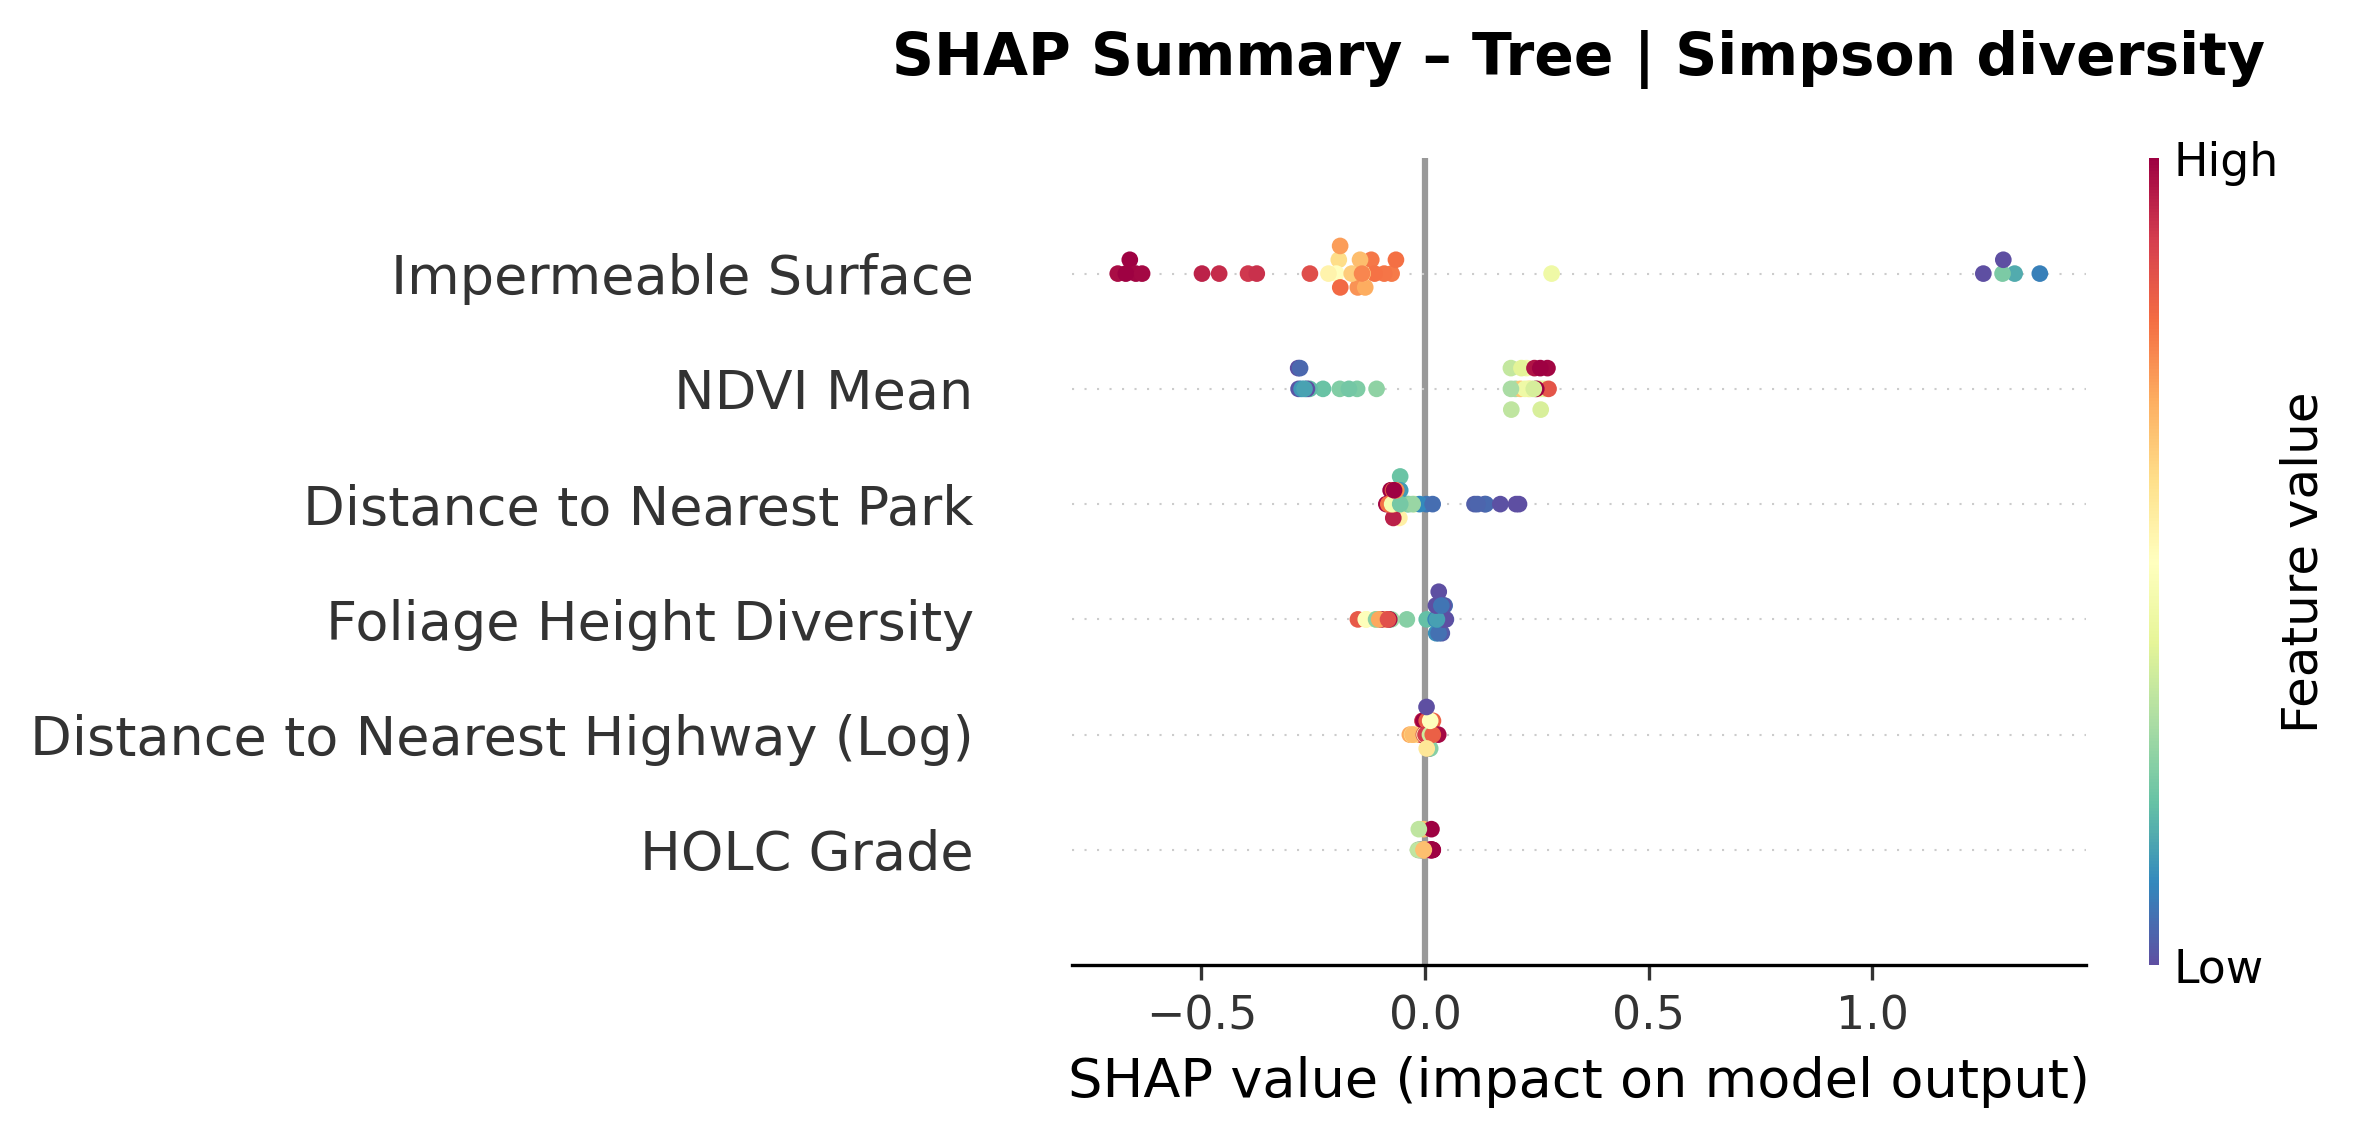 SHAP Summary – Tree | Simpson diversity
High
Impermeable Surface
NDVI Mean
Distance to Nearest Park
Foliage Height Diversity
Distance to Nearest Highway (Log)
HOLC Grade
Feature value
Low
−0.5 0.0 0.5 1.0
SHAP value (impact on model output)